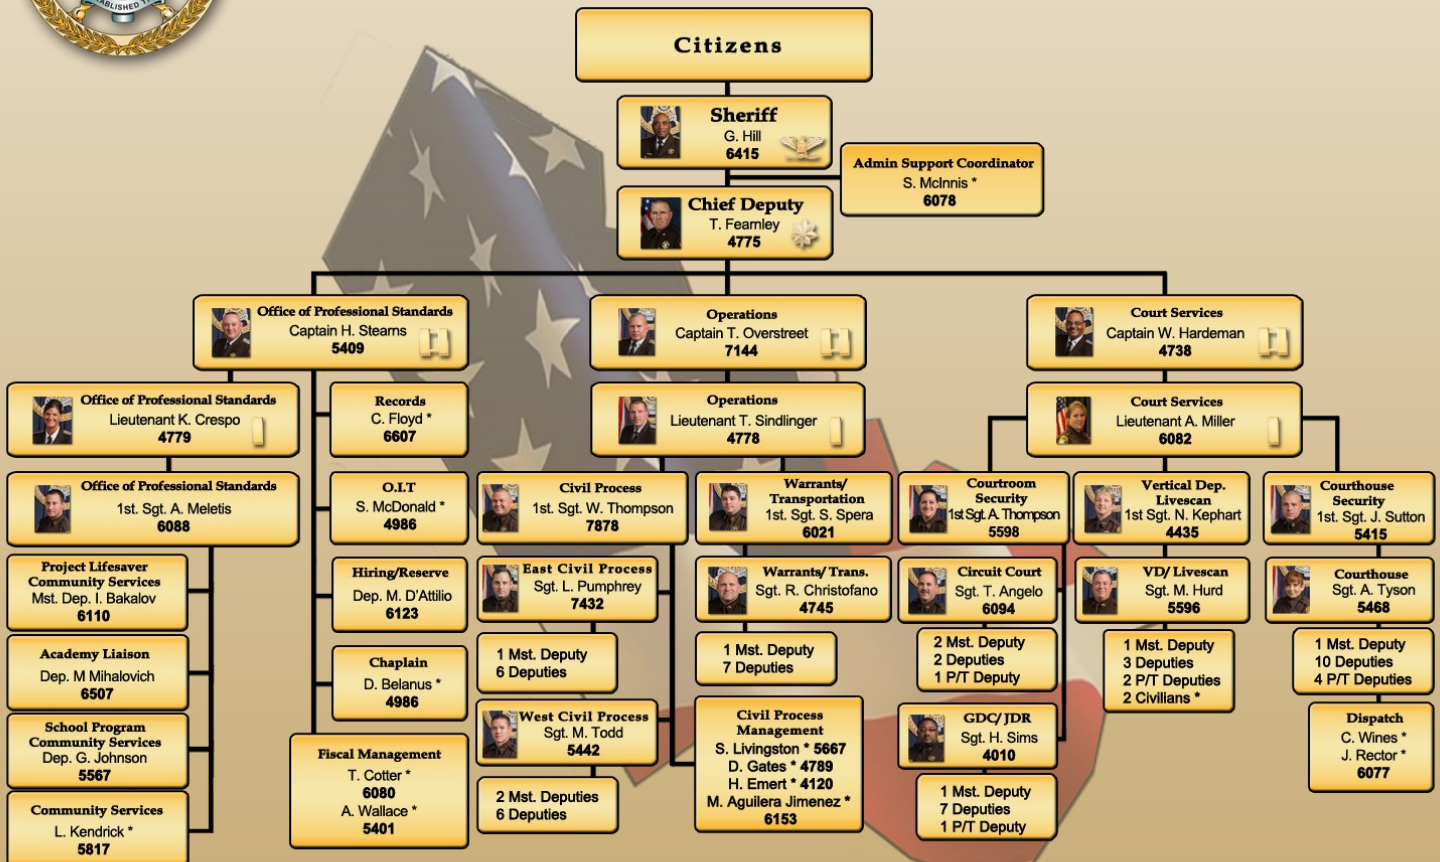 ESTABLISHED
Citizens
Sheriff
G. Hill
6415
Admin Support Coordinator
S. McInnis *
6078
Chief Deputy
T. Fearnley
4775
Office of Professional Standards
Captain H. Stearns
5409
Operations
Captain T. Overstreet
7144
Court Services
Captain W. Hardeman
4738
Office of Professional Standards
Lieutenant K. Crespo
4779
Records
C. Floyd *
6607
Operations
Lieutenant T. Sindlinger
4778
Court Services
Lieutenant A. Miller
6082
Office of Professional Standards
1st. Sgt. A. Meletis
6088
O.I.T
S. McDonald *
4986
Civil Process
1st. Sgt. W. Thompson
7878
Warrants/
Transportation
1st. Sgt. S. Spera
6021
Courtroom
Security
1st Sgt. A. Thompson
5598
Vertical Dep.
Livescan
1st Sgt. N. Kephart
4435
Courthouse
Security
1st. Sgt. J. Sutton
5415
Project Lifesaver
Community Services
Mst. Dep. I. Bakalov
6110
Hiring/Reserve
Dep. M. D'Attilio
6123
East Civil Process
Sgt. L. Pumphrey
7432
Warrants/ Trans.
Sgt. R. Christofano
4745
Circuit Court
Sgt. T. Angelo
6094
VD/ Livescan
Sgt. M. Hurd
5596
Courthouse
Sgt. A. Tyson
5468
Academy Liaison
Dep. M Mihalovich
6507
Chaplain
D. Belanus *
4986
1 Mst. Deputy
6 Deputies
1 Mst. Deputy
7 Deputies
2 Mst. Deputy
2 Deputies
1 P/T Deputy
1 Mst. Deputy
3 Deputies
2 P/T Deputies
2 Civilians *
1 Mst. Deputy
10 Deputies
4 P/T Deputies
School Program
Community Services
Dep. G. Johnson
5567
Fiscal Management
T. Cotter *
6080
A. Wallace *
5401
West Civil Process
Sgt. M. Todd
5442
Civil Process
Management
S. Livingston * 5667
D. Gates * 4789
H. Emert * 4120
M. Aguilera Jimenez *
6153
GDC/ JDR
Sgt. H. Sims
4010
Dispatch
C. Wines *
J. Rector *
6077
Community Services
L. Kendrick *
5817
2 Mst. Deputies
6 Deputies
1 Mst. Deputy
7 Deputies
1 P/T Deputy